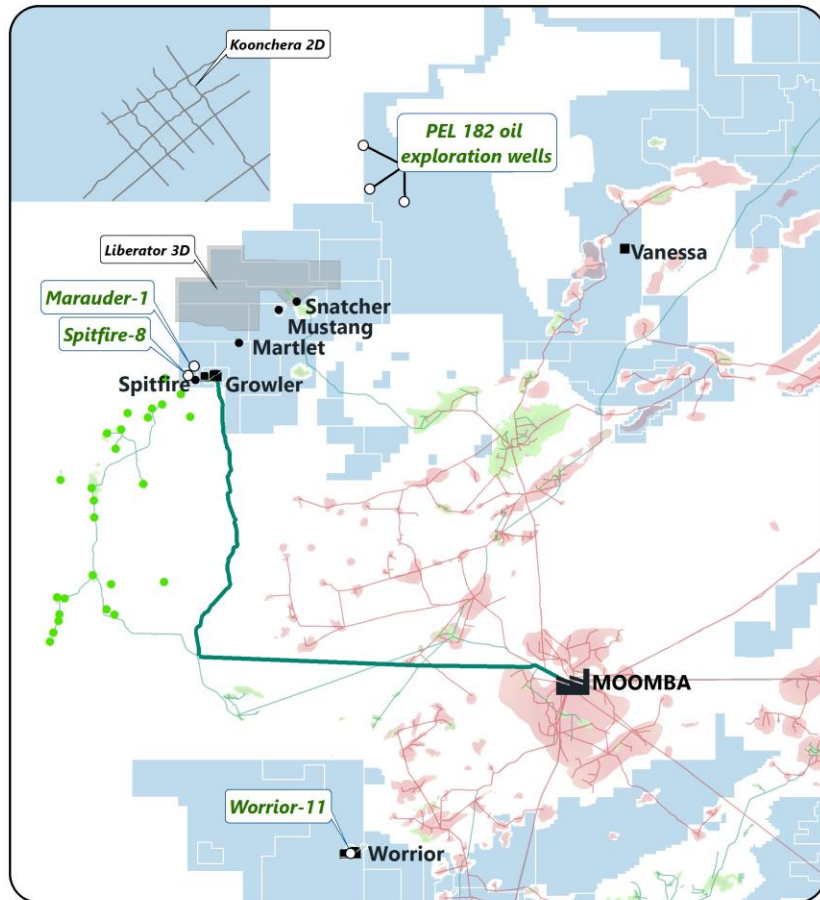 Koonchera 2D
PEL 182 oil
exploration wells
Liberator 3D
Vanessa
Marauder-1
Snatcher
Mustang
Spitfire-8
Martlet
Spitfire
Growler
MOOMBA
Worrior-11
Worrior